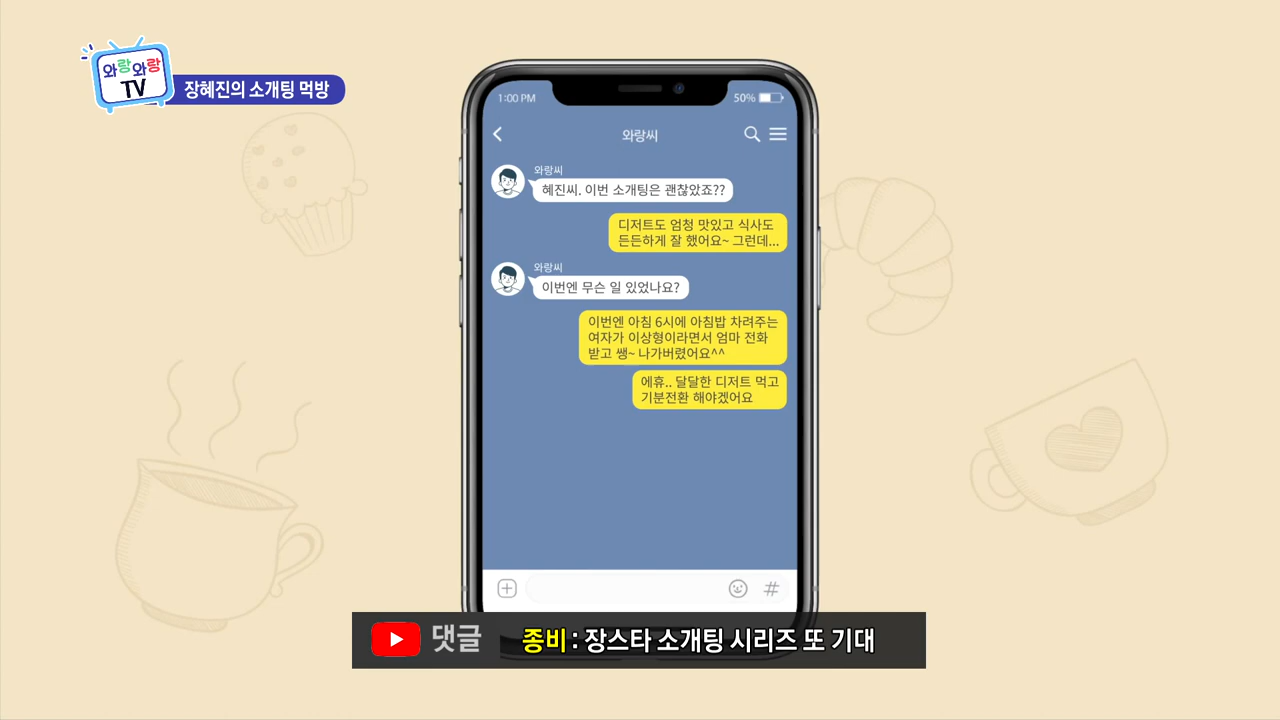 와랑와랑
TV
장혜진의 소개팅 먹방
1:00 PM
50%
와랑씨
와랑씨
혜진씨. 이번 소개팅은 괜찮았죠??
디저트도 엄청 맛있고 식사도
든든하게 잘 했어요~ 그런데...
와랑씨
이번엔 무슨 일 있었나요?
이번엔 아침 6시에 아침밥 차려주는
여자가 이상형이라면서 엄마 전화
받고 쌩~ 나가버렸어요^^
에휴.. 달달한 디저트 먹고
기분전환 해야겠어요
#
댓글 종비 : 장스타 소개팅 시리즈 또 기대